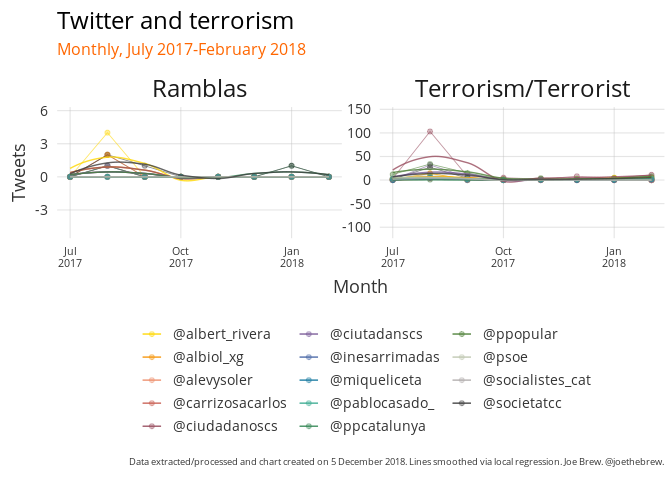 Twitter and terrorism
Monthly, July 2017-February 2018
Ramblas
Terrorism/Terrorist
Tweets
6
3
0
-3
150
100
50
0
-50
-100
Jul
2017
Oct
2017
Jan
2018
Jul
2017
Oct
2017
Jan
2018
Month
@albert_rivera
@albiol_xg
@alevysoler
@carrizosacarlos
@ciudadanoscs
@ciutadanscs
@inesarrimadas
@miqueliceta
@pablocasado_
@ppcatalunya
@ppopular
@psoe
@socialistes_cat
@societatcc
Data extracted/processed and chart created on 5 December 2018. Lines smoothed via local regression. Joe Brew. @joethebrew.